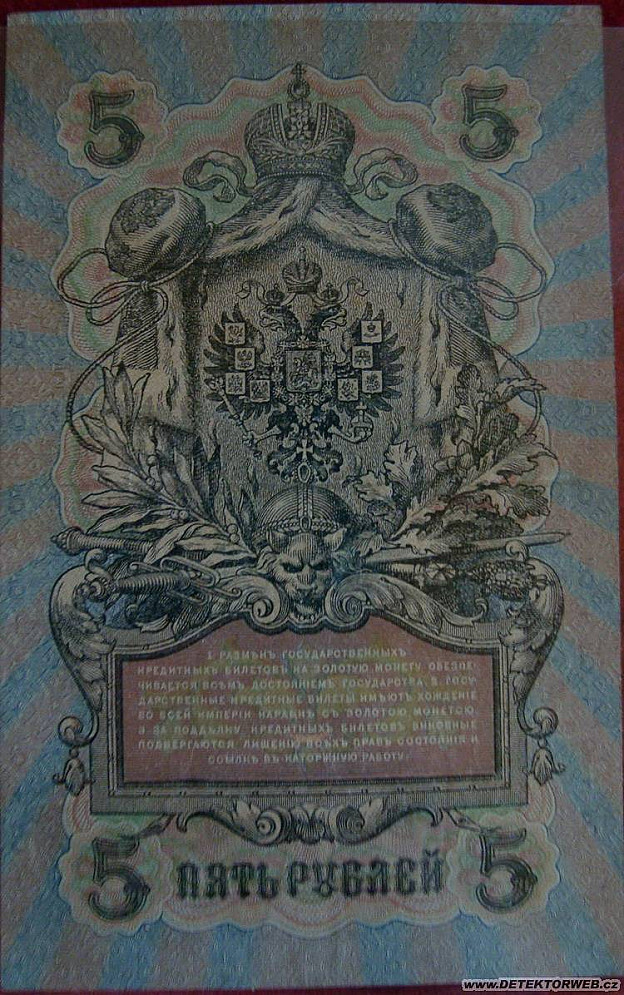 5 5
1. РАЗМѢНЪ ГОСУДАРСТВЕННЫХЪ
КРЕДИТНЫХЪ БИЛЕТОВЪ НА ЗОЛОТУЮ МОНЕТУ ОБЕЗПЕ-
ЧИВАЕТСЯ ВСѢМЪ ДОСТОЯНІЕМЪ ГОСУДАРСТВА. 2. ГОСУ-
ДАРСТВЕННЫЕ КРЕДИТНЫЕ БИЛЕТЫ ИМѢЮТЪ ХОЖДЕНІЕ
ВО ВСЕЙ ИМПЕРІИ НАРАВНѢ СЪ ЗОЛОТОЮ МОНЕТОЮ.
3. ЗА ПОДДѢЛКУ КРЕДИТНЫХЪ БИЛЕТОВЪ ВИНОВНЫЕ
ПОДВЕРГАЮТСЯ ЛИШЕНІЮ ВСѢХЪ ПРАВЪ СОСТОЯНІЯ И
ССЫЛКѢ ВЪ КАТОРЖНУЮ РАБОТУ.
5 ПЯТЬ РУБЛЕЙ 5
www.DETEKTORWEB.cz